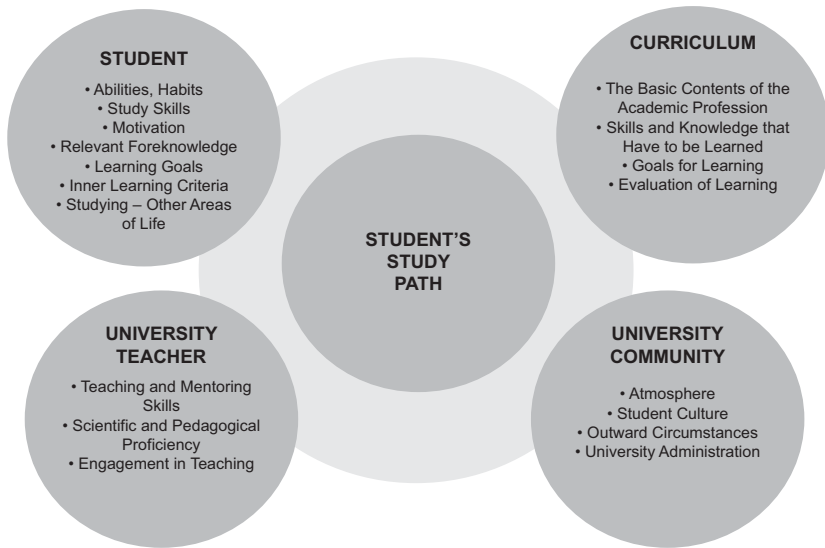 STUDENT
• Abilities, Habits
• Study Skills
• Motivation
• Relevant Foreknowledge
• Learning Goals
• Inner Learning Criteria
• Studying – Other Areas
of Life
CURRICULUM
• The Basic Contents of the
Academic Profession
• Skills and Knowledge that
Have to be Learned
• Goals for Learning
• Evaluation of Learning
STUDENT’S
STUDY
PATH
UNIVERSITY
TEACHER
• Teaching and Mentoring
Skills
• Scientific and Pedagogical
Proficiency
• Engagement in Teaching
UNIVERSITY
COMMUNITY
• Atmosphere
• Student Culture
• Outward Circumstances
• University Administration